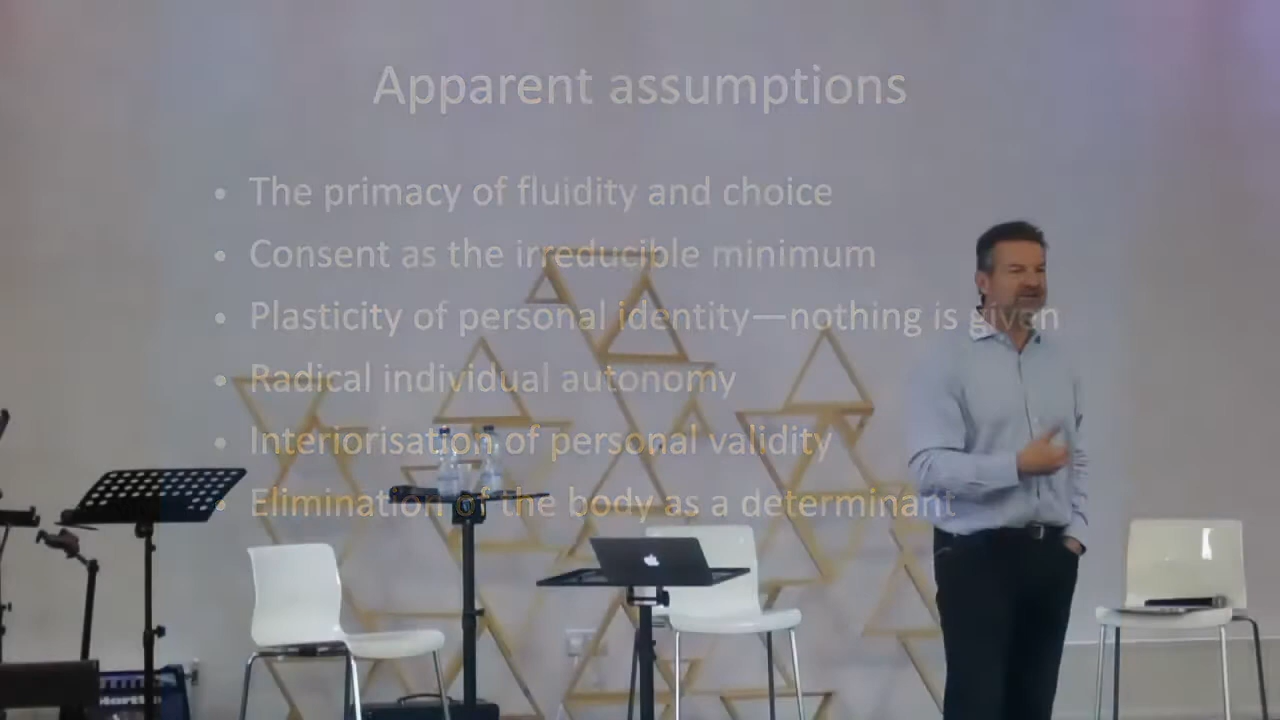 Apparent assumptions
• The primacy of fluidity and choice
• Consent as the irreducible minimum
• Plasticity of personal identity—nothing is given
• Radical individual autonomy
• Interiorisation of personal validity
• Elimination of the body as a determinant